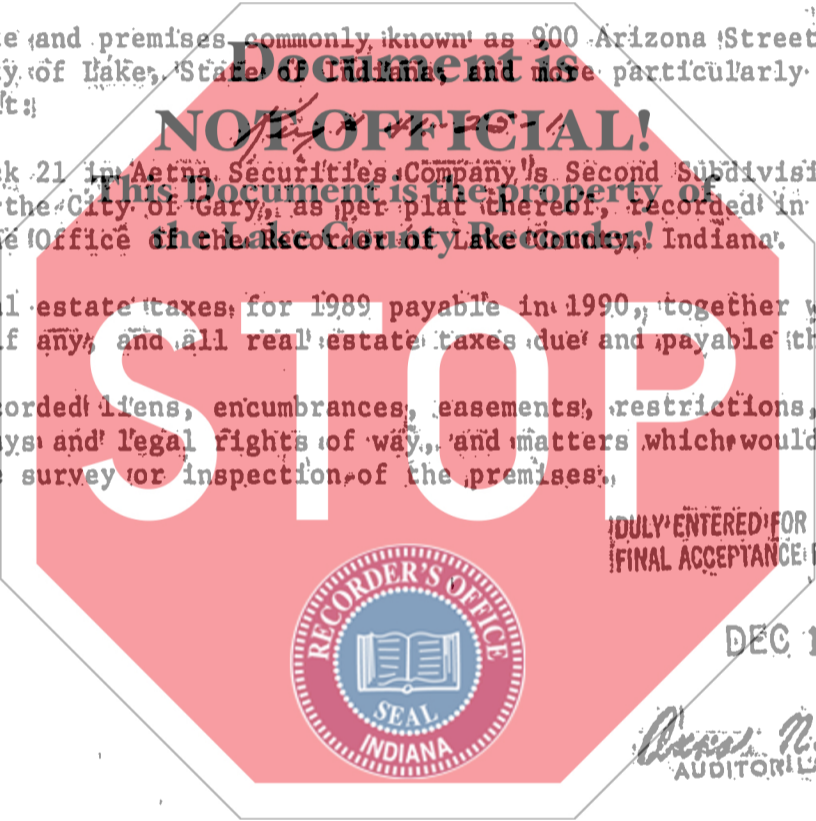 e and premises commonly known as 900 Arizona Street
y of Lake, State of Indiana, and more particularly
t:
Document is
NOT OFFICIAL!
This Document is the property of
the Lake County Recorder!
k 21 in Aetna Securities Company's Second Subdivisi
the City of Gary, as per plat thereof, recorded in
e Office of the Recorder of Lake County, Indiana.
l estate taxes for 1989 payable in 1990, together w
f any, and all real estate taxes due and payable th
orded liens, encumbrances, easements, restrictions,
ys and legal rights of way, and matters which would
e survey or inspection of the premises.
STOP
DULY ENTERED FOR
FINAL ACCEPTANCE
DEC 1
RECORDER'S OFFICE
SEAL
INDIANA
AUDITOR LA